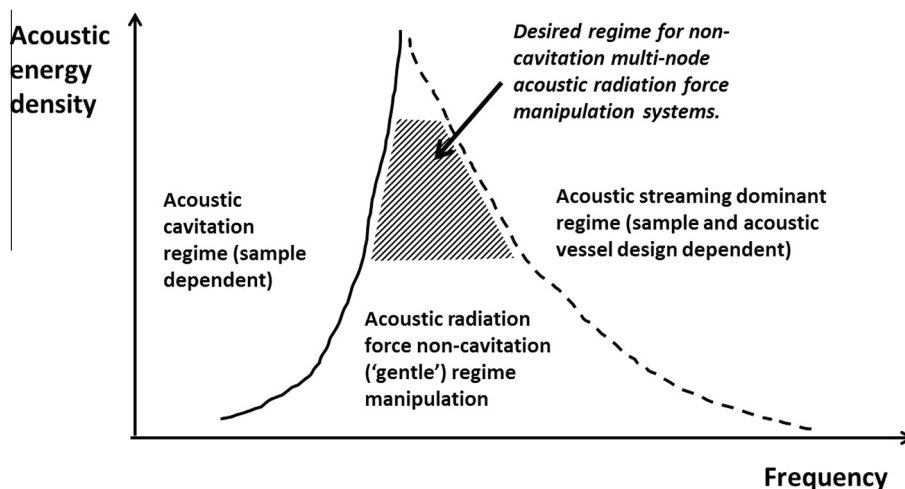 Acoustic
energy
density
Desired regime for non-
cavitation multi-node
acoustic radiation force
manipulation systems.
Acoustic
cavitation
regime (sample
dependent)
Acoustic streaming dominant
regime (sample and acoustic
vessel design dependent)
Acoustic radiation
force non-cavitation
(‘gentle’) regime
manipulation
Frequency